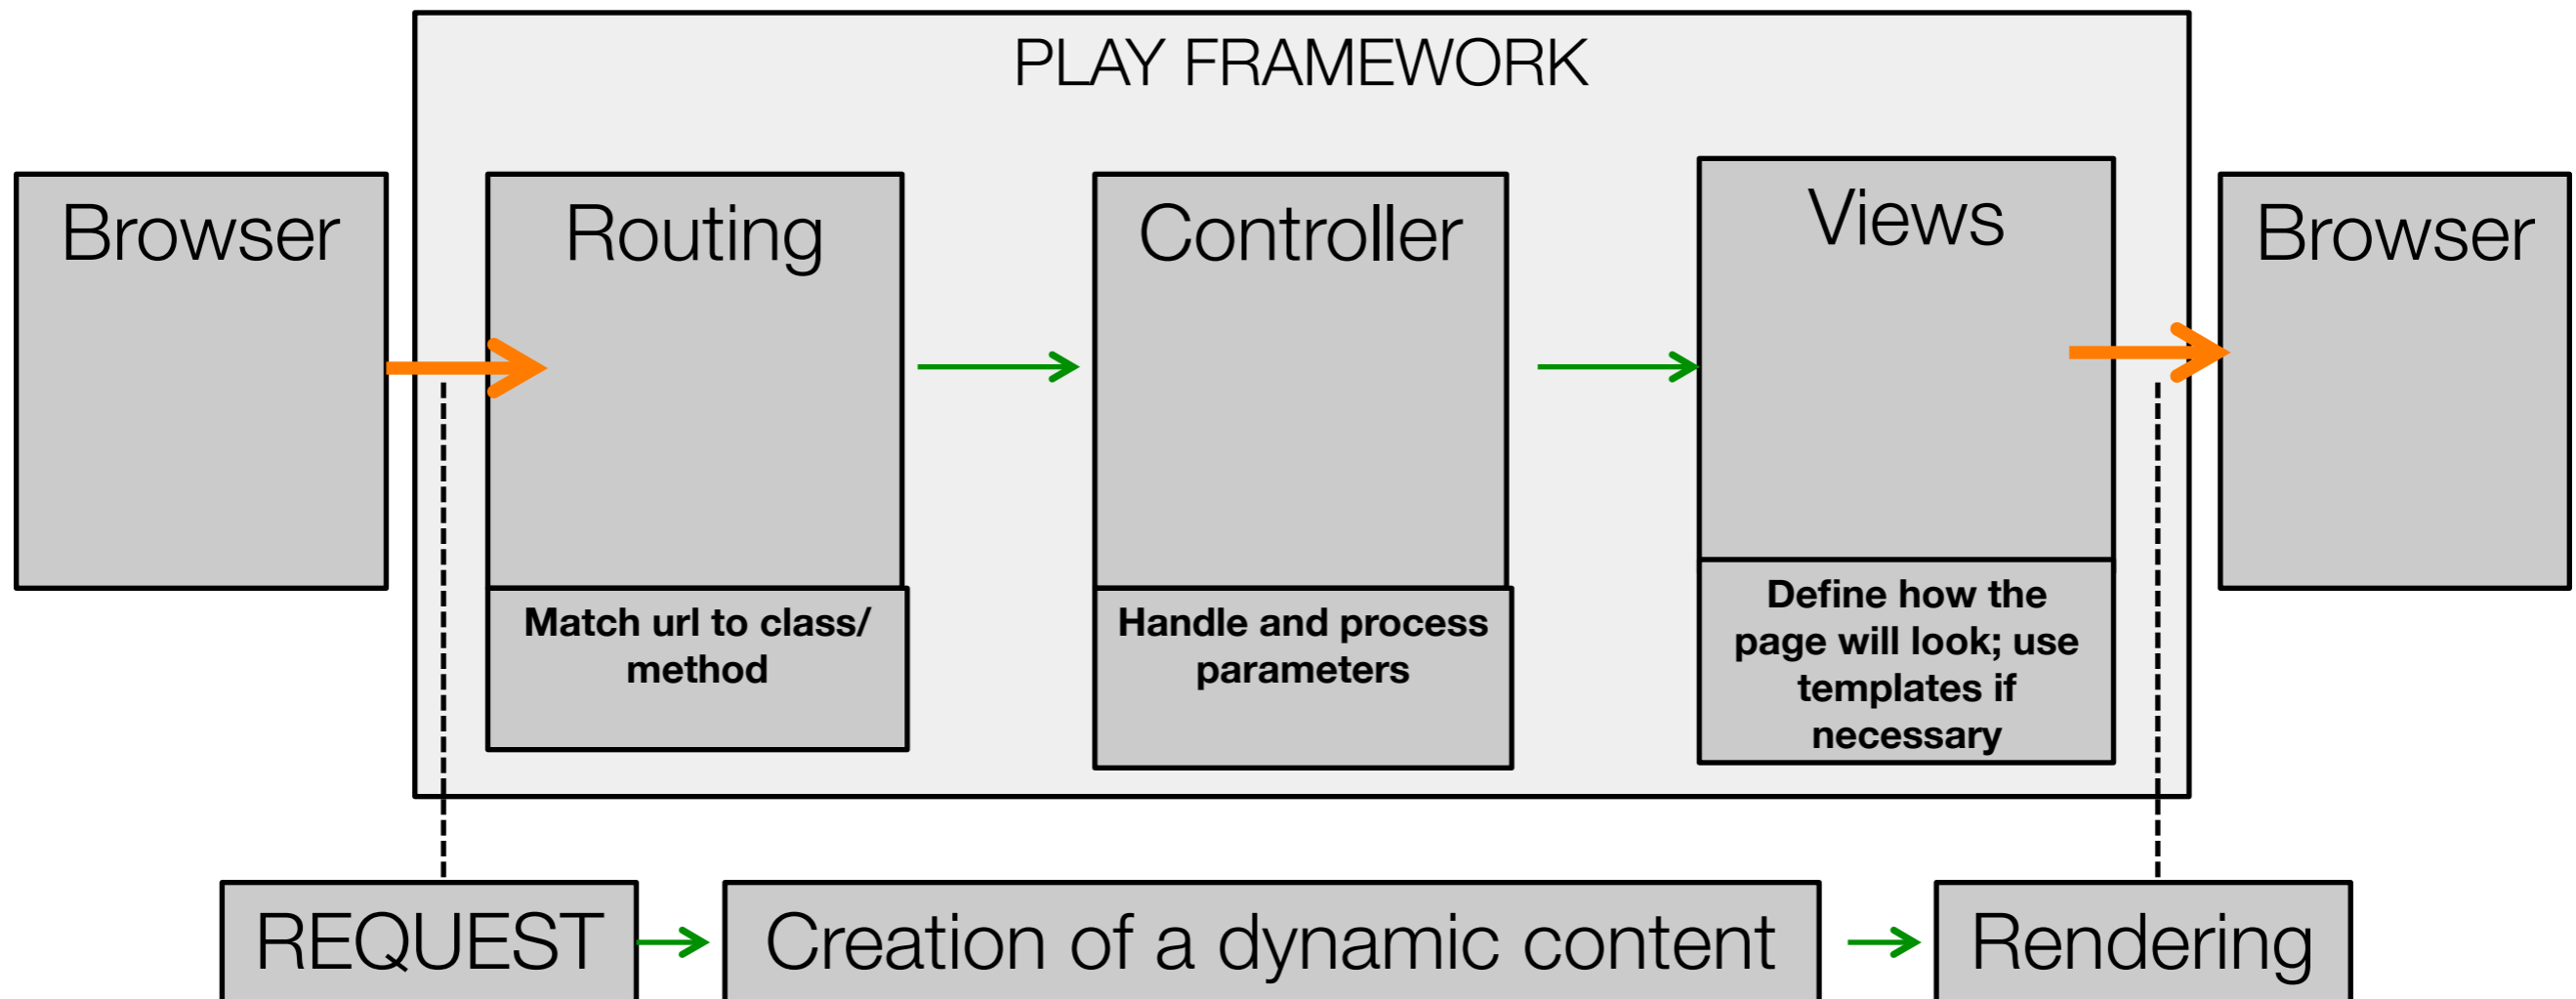 PLAY FRAMEWORK
Browser
Routing
Controller
Views
Browser
Match url to class/
method
Handle and process
parameters
Define how the
page will look; use
templates if
necessary
REQUEST
Creation of a dynamic content
Rendering